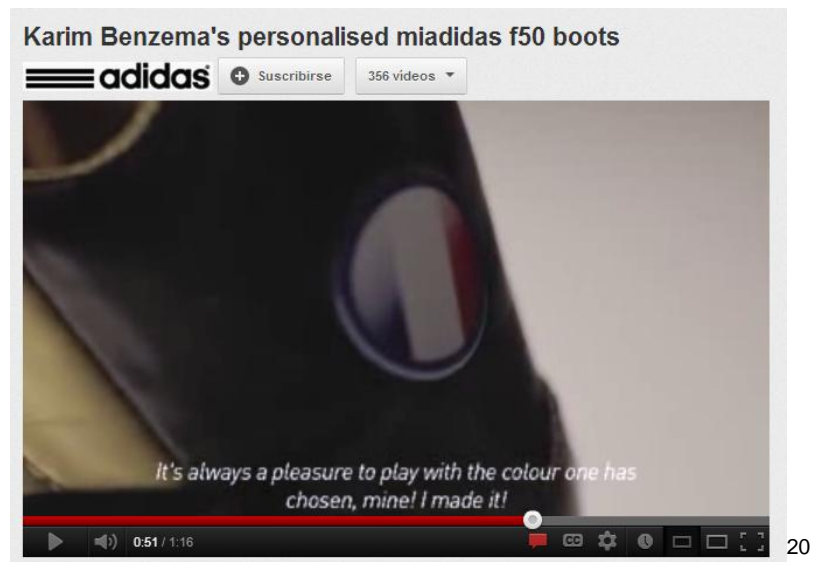 Karim Benzema's personalised miadidas f50 boots
adidas Suscribirse 356 vídeos
It's always a pleasure to play with the colour one has
chosen, mine! I made it!
0:51 / 1:16 CC
20